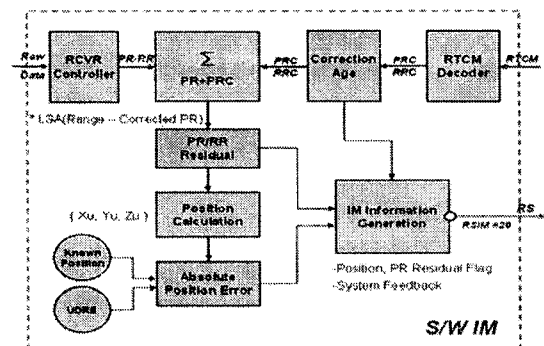 Raw
Data
RCVR
Controller
PR/RR
Σ
PR+PRC
PRC
RRC
Correction
Age
PRC
RRC
RTCM
Decoder
RTCM
* LSA(Range - Corrected PR)
PR/RR
Residual
{ Xu, Yu, Zu }
Position
Calculation
IM Information
Generation
RS
RSIM #20
Known
Position
UDRE
Absolute
Position Error
-Position, PR Residual Flag
-System Feedback
S/W IM